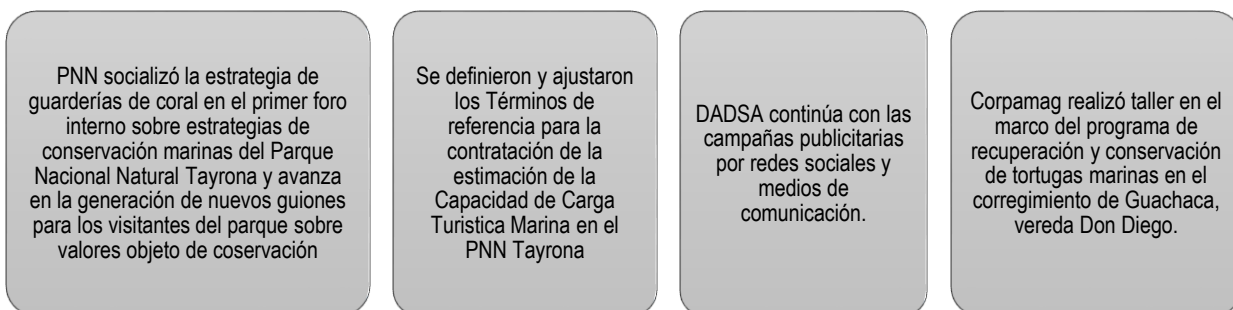 PNN socializó la estrategia de
guarderías de coral en el primer foro
interno sobre estrategias de
conservación marinas del Parque
Nacional Natural Tayrona y avanza
en la generación de nuevos guiones
para los visitantes del parque sobre
valores objeto de coservación
Se definieron y ajustaron
los Términos de
referencia para la
contratación de la
estimación de la
Capacidad de Carga
Turistica Marina en el
PNN Tayrona
DADSA continúa con las
campañas publicitarias
por redes sociales y
medios de
comunicación.
Corpamag realizó taller en el
marco del programa de
recuperación y conservación
de tortugas marinas en el
corregimiento de Guachaca,
vereda Don Diego.